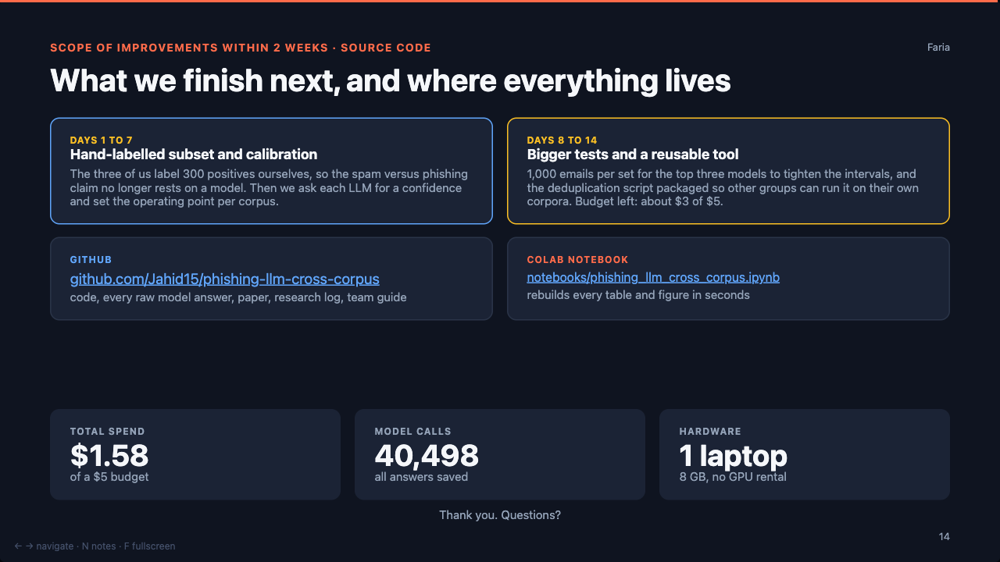 SCOPE OF IMPROVEMENTS WITHIN 2 WEEKS · SOURCE CODE
Faria
What we finish next, and where everything lives
DAYS 1 TO 7
Hand-labelled subset and calibration
The three of us label 300 positives ourselves, so the spam versus phishing
claim no longer rests on a model. Then we ask each LLM for a confidence
and set the operating point per corpus.
DAYS 8 TO 14
Bigger tests and a reusable tool
1,000 emails per set for the top three models to tighten the intervals, and
the deduplication script packaged so other groups can run it on their own
corpora. Budget left: about $3 of $5.
GITHUB
github.com/Jahid15/phishing-llm-cross-corpus
code, every raw model answer, paper, research log, team guide
COLAB NOTEBOOK
notebooks/phishing_llm_cross_corpus.ipynb
rebuilds every table and figure in seconds
TOTAL SPEND
$1.58
of a $5 budget
MODEL CALLS
40,498
all answers saved
HARDWARE
1 laptop
8 GB, no GPU rental
Thank you. Questions?
← → navigate · N notes · F fullscreen
14